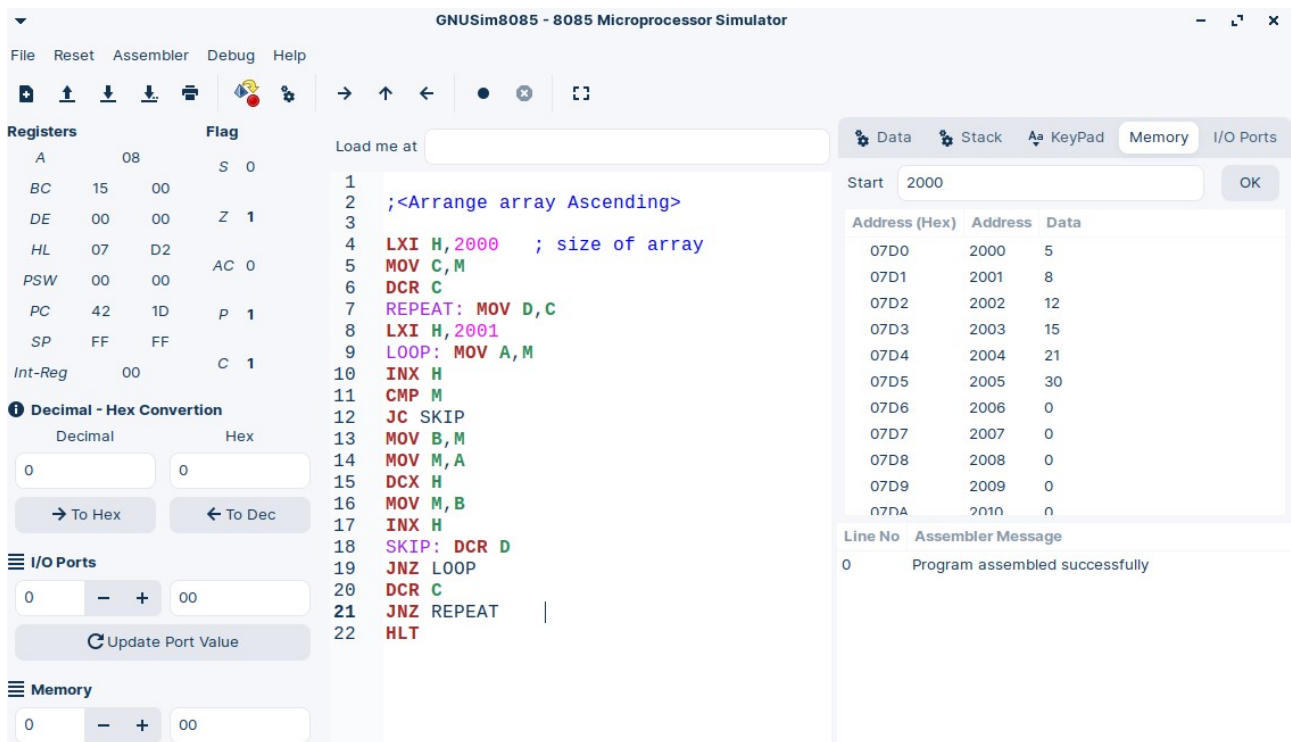 GNUSim8085 - 8085 Microprocessor Simulator
File Reset Assembler Debug Help
Registers Flag
A 08
BC 15 00
DE 00 00
HL 07 D2
PSW 00 00
PC 42 1D
SP FF FF
Int-Reg 00
S 0
Z 1
AC 0
P 1
C 1
Decimal - Hex Convertion
Decimal Hex
0 0
To Hex To Dec
I/O Ports
0 − + 00
Update Port Value
Memory
0 − + 00
Load me at
1
2 ;<Arrange array Ascending>
3
4 LXI H,2000 ; size of array
5 MOV C,M
6 DCR C
7 REPEAT: MOV D,C
8 LXI H,2001
9 LOOP: MOV A,M
10 INX H
11 CMP M
12 JC SKIP
13 MOV B,M
14 MOV M,A
15 DCX H
16 MOV M,B
17 INX H
18 SKIP: DCR D
19 JNZ LOOP
20 DCR C
21 JNZ REPEAT
22 HLT
Data Stack KeyPad Memory I/O Ports
Start 2000 OK
Address (Hex) Address Data
07D0 2000 5
07D1 2001 8
07D2 2002 12
07D3 2003 15
07D4 2004 21
07D5 2005 30
07D6 2006 0
07D7 2007 0
07D8 2008 0
07D9 2009 0
07DA 2010 0
Line No Assembler Message
0 Program assembled successfully